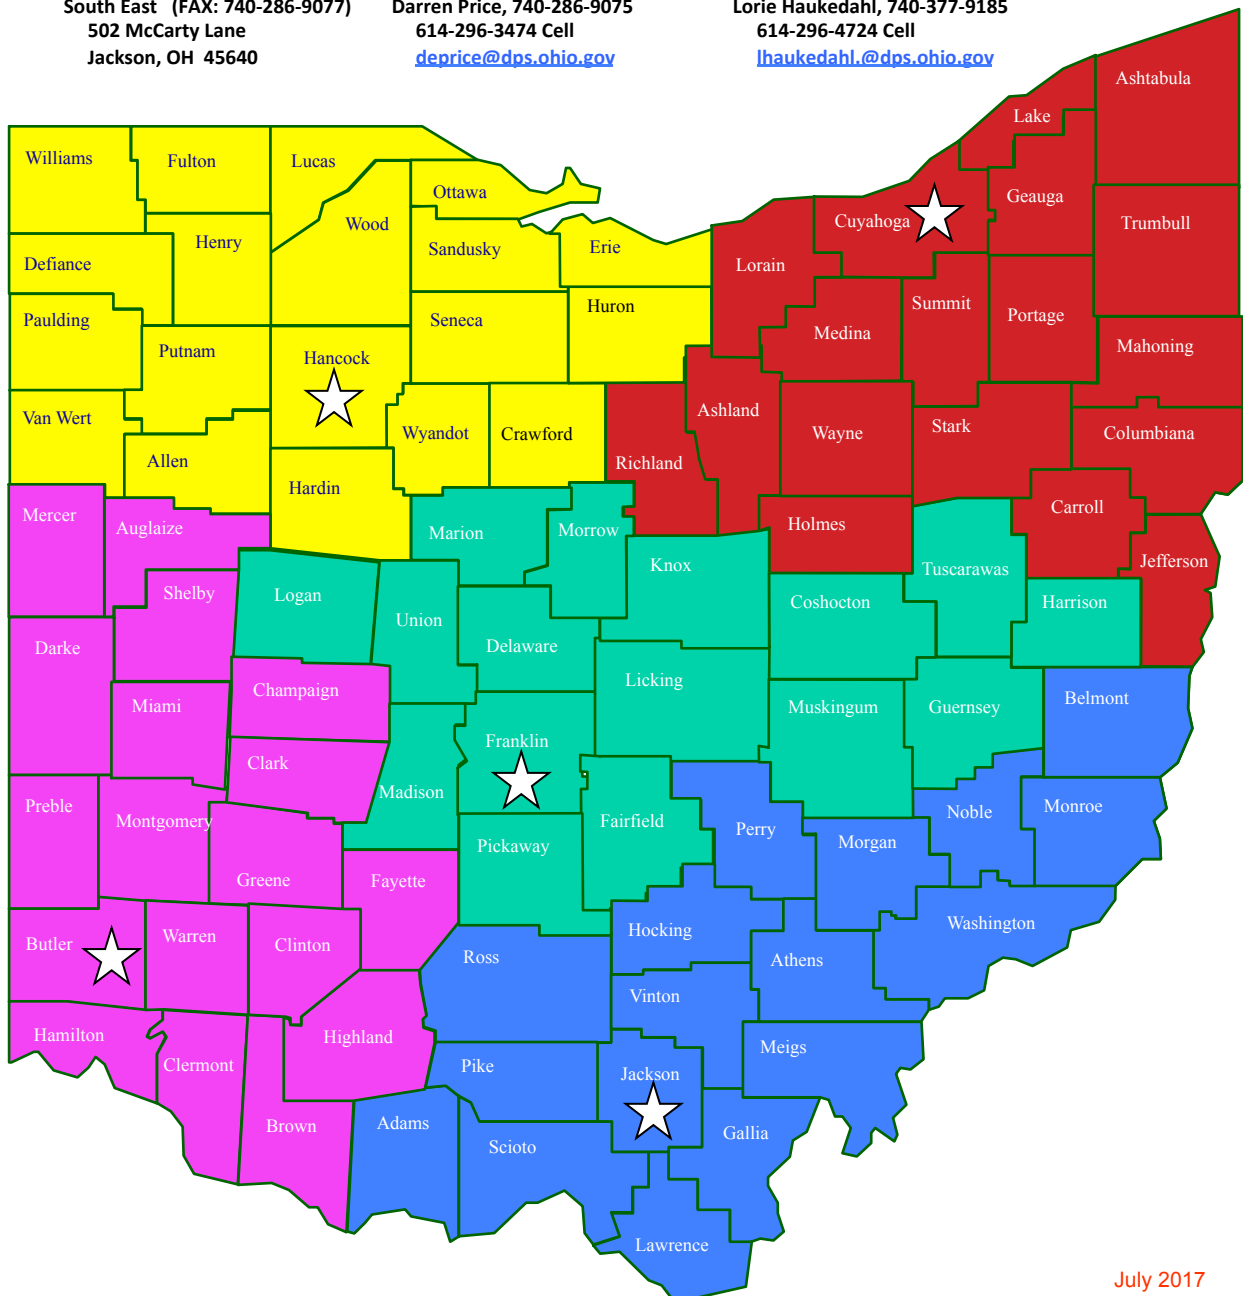 South East (FAX: 740-286-9077) Darren Price, 740-286-9075 Lorie Haukedahl, 740-377-9185
502 McCarty Lane 614-296-3474 Cell 614-296-4724 Cell
Jackson, OH 45640 deprice@dps.ohio.gov lhaukedahl.@dps.ohio.gov
Ashtabula
Lake
Williams Fulton Lucas
Ottawa Geauga
Wood Cuyahoga Trumbull
Henry Sandusky Erie
Defiance Lorain
Paulding Seneca Huron Medina Summit Portage
Putnam Hancock Mahoning
Van Wert Wyandot Crawford Ashland Wayne Stark Columbiana
Allen Richland
Hardin
Mercer Auglaize Marion Morrow Holmes Carroll
Knox Tuscarawas Jefferson
Shelby Logan Union Coshocton Harrison
Darke Delaware
Miami Champaign Licking Muskingum Guernsey Belmont
Clark Franklin
Preble Montgomery Madison Fairfield Perry Morgan Noble Monroe
Pickaway
Greene Fayette
Butler Warren Clinton Hocking Washington
Ross Athens
Vinton
Hamilton Highland Meigs
Clermont Pike Jackson
Brown Adams Scioto Gallia
Lawrence
July 2017